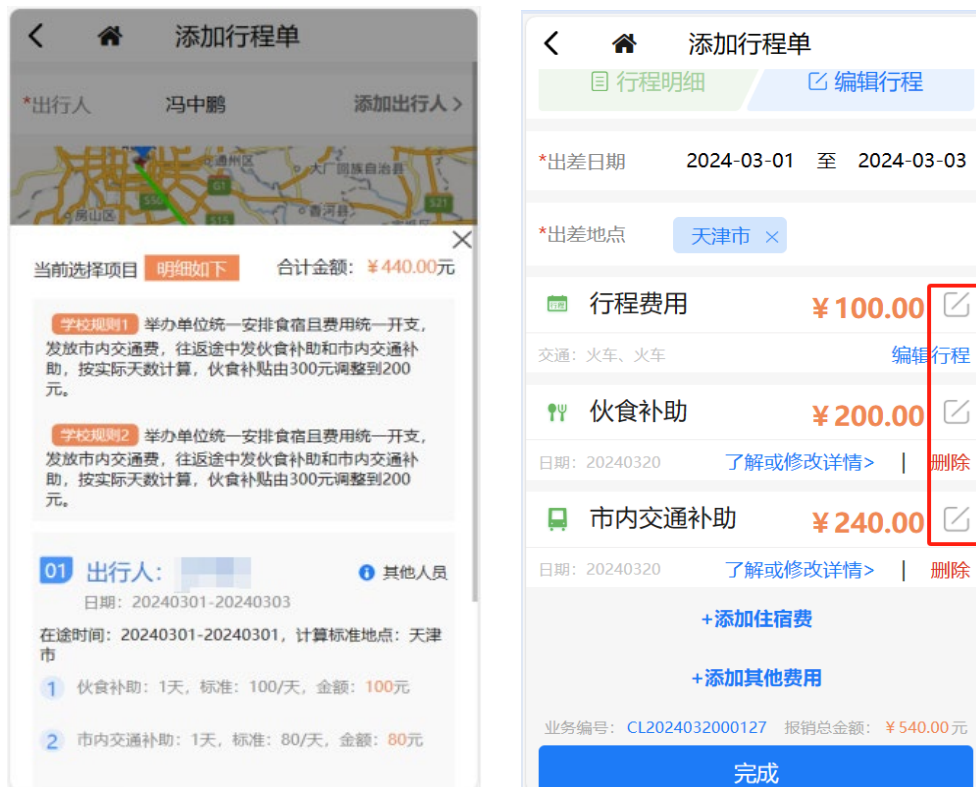 添加行程单
*出行人 冯中鹏 添加出行人 >
通州区
大厂回族自治县
G1
S50
房山区
香河县
S15
S21
当前选择项目 明细如下 合计金额：¥440.00元
学校规则1 举办单位统一安排食宿且费用统一开支，
发放市内交通费，往返途中发伙食补助和市内交通补
助，按实际天数计算，伙食补贴由300元调整到200
元。
学校规则2 举办单位统一安排食宿且费用统一开支，
发放市内交通费，往返途中发伙食补助和市内交通补
助，按实际天数计算，伙食补贴由300元调整到200
元。
01 出行人： 其他人员
日期：20240301-20240303
在途时间：20240301-20240301，计算标准地点：天津
市
1 伙食补助：1天，标准：100/天，金额：100元
2 市内交通补助：1天，标准：80/天，金额：80元
添加行程单
行程明细 编辑行程
*出差日期 2024-03-01 至 2024-03-03
*出差地点 天津市 ×
行程费用 ¥100.00
交通：火车、火车 编辑行程
伙食补助 ¥200.00
日期：20240320 了解或修改详情> | 删除
市内交通补助 ¥240.00
日期：20240320 了解或修改详情> | 删除
+添加住宿费
+添加其他费用
业务编号：CL2024032000127 报销总金额：¥540.00元
完成